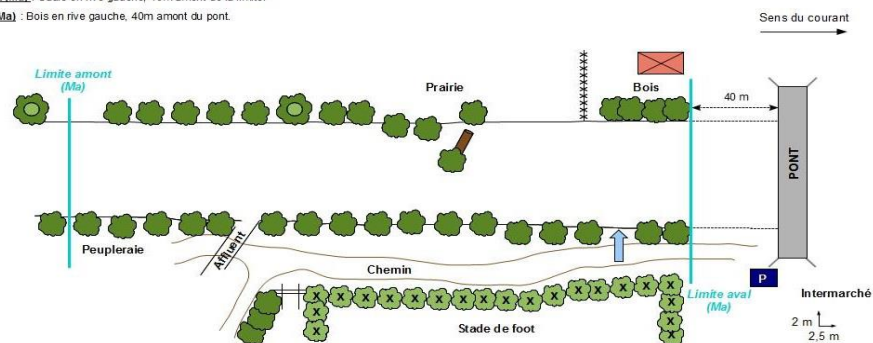 (Ma) : Bois en rive gauche, 40m amont du pont.
Sens du courant
Limite amont
(Ma)
Prairie
Bois
40 m
PONT
Peupleraie
Affluent
Chemin
P
Intermarché
Limite aval
(Ma)
Stade de foot
2 m
2,5 m